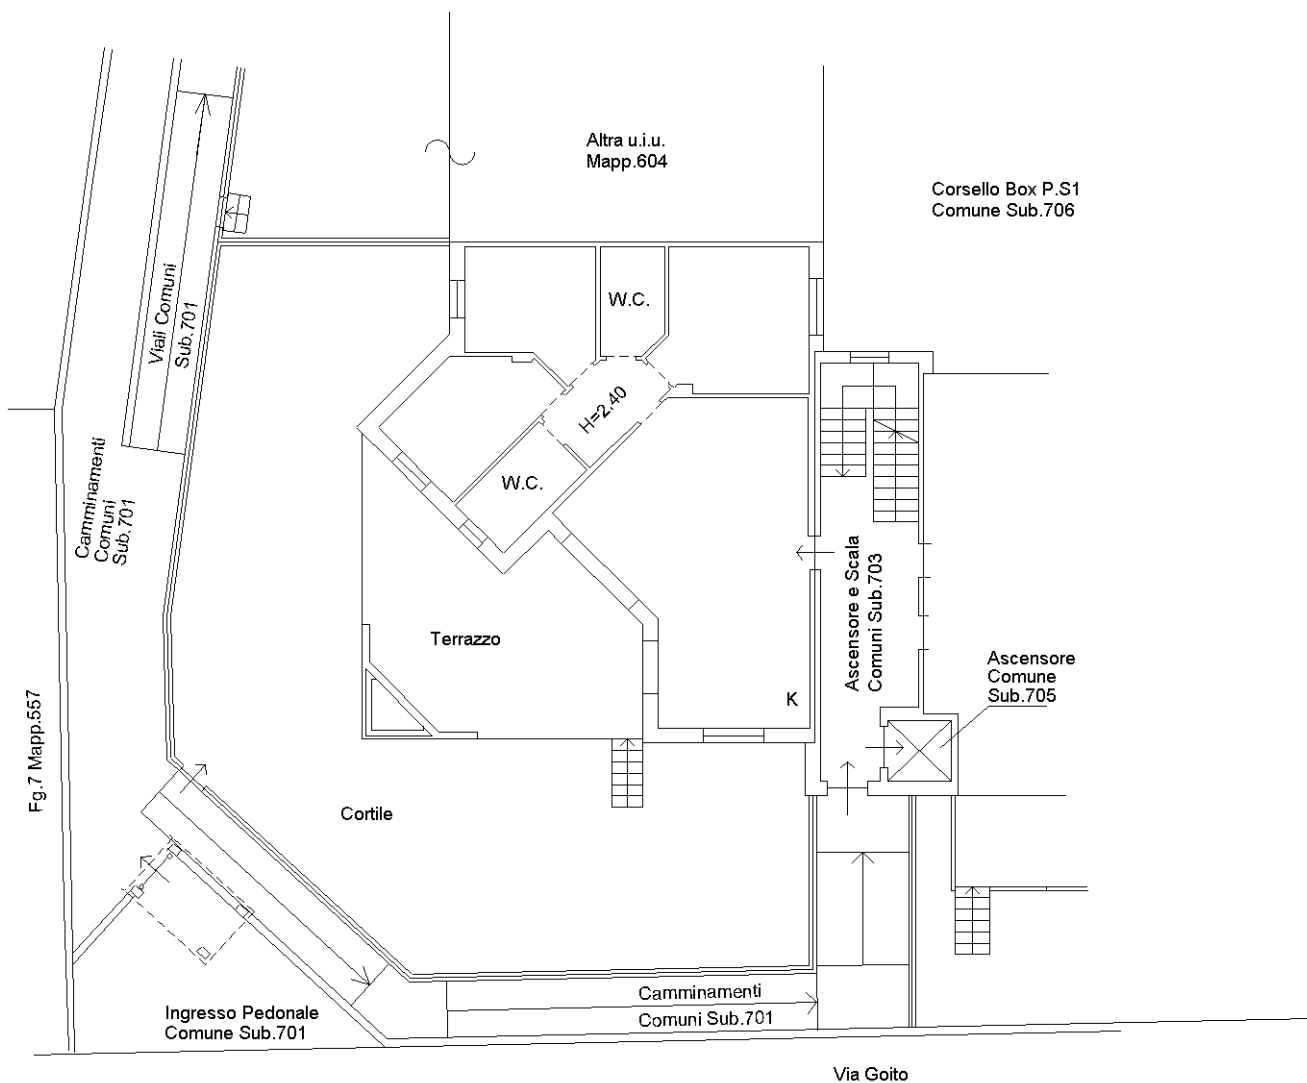 Altra u.i.u.
Mapp.604
Corsello Box P.S1
Comune Sub.706
Viali Comuni
Sub.701
W.C.
H=2,40
W.C.
Camminamenti
Comuni
Sub.701
Ascensore e Scala
Comuni Sub.703
Terrazzo
K
Ascensore
Comune
Sub.705
Fg.7 Mapp.557
Cortile
Ingresso Pedonale
Comune Sub.701
Camminamenti
Comuni Sub.701
Via Goito